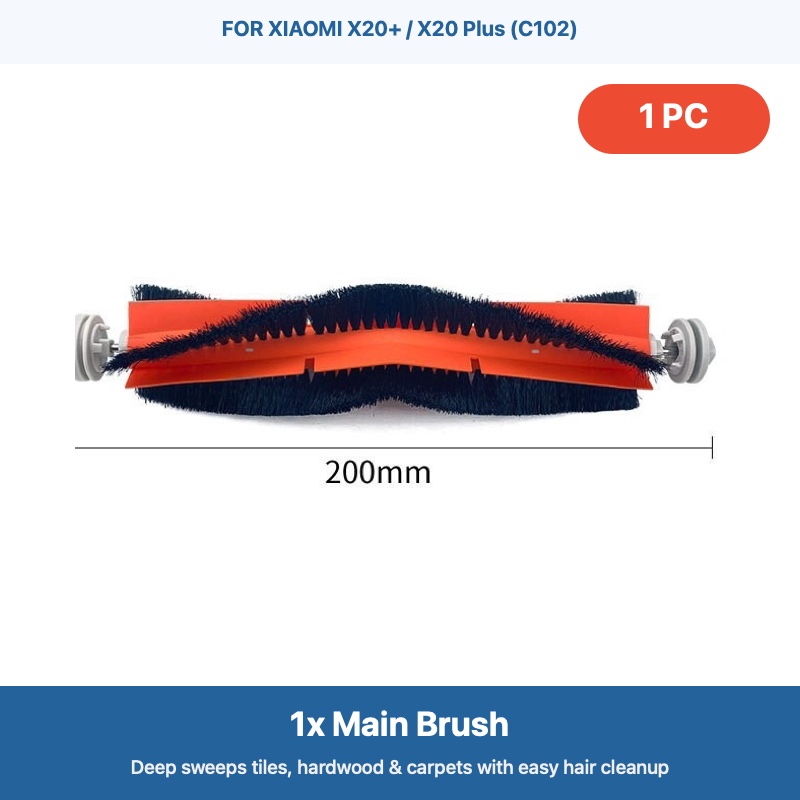 FOR XIAOMI X20+ / X20 Plus (C102)
1 PC
200mm
1x Main Brush
Deep sweeps tiles, hardwood & carpets with easy hair cleanup